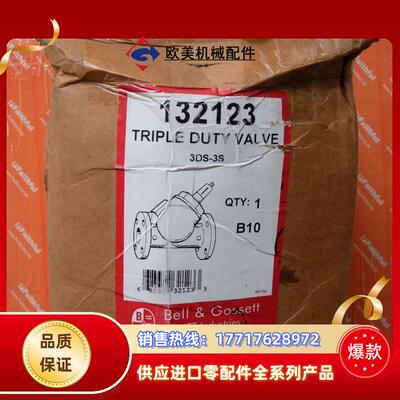 欧美机械配件
132123
TRIPLE DUTY VALVE
3DS-3S
QTY: 1
B10
Bell & Gossett
Industries
品质
保证
销售热线：17717628972
供应进口零配件全系列产品
爆款